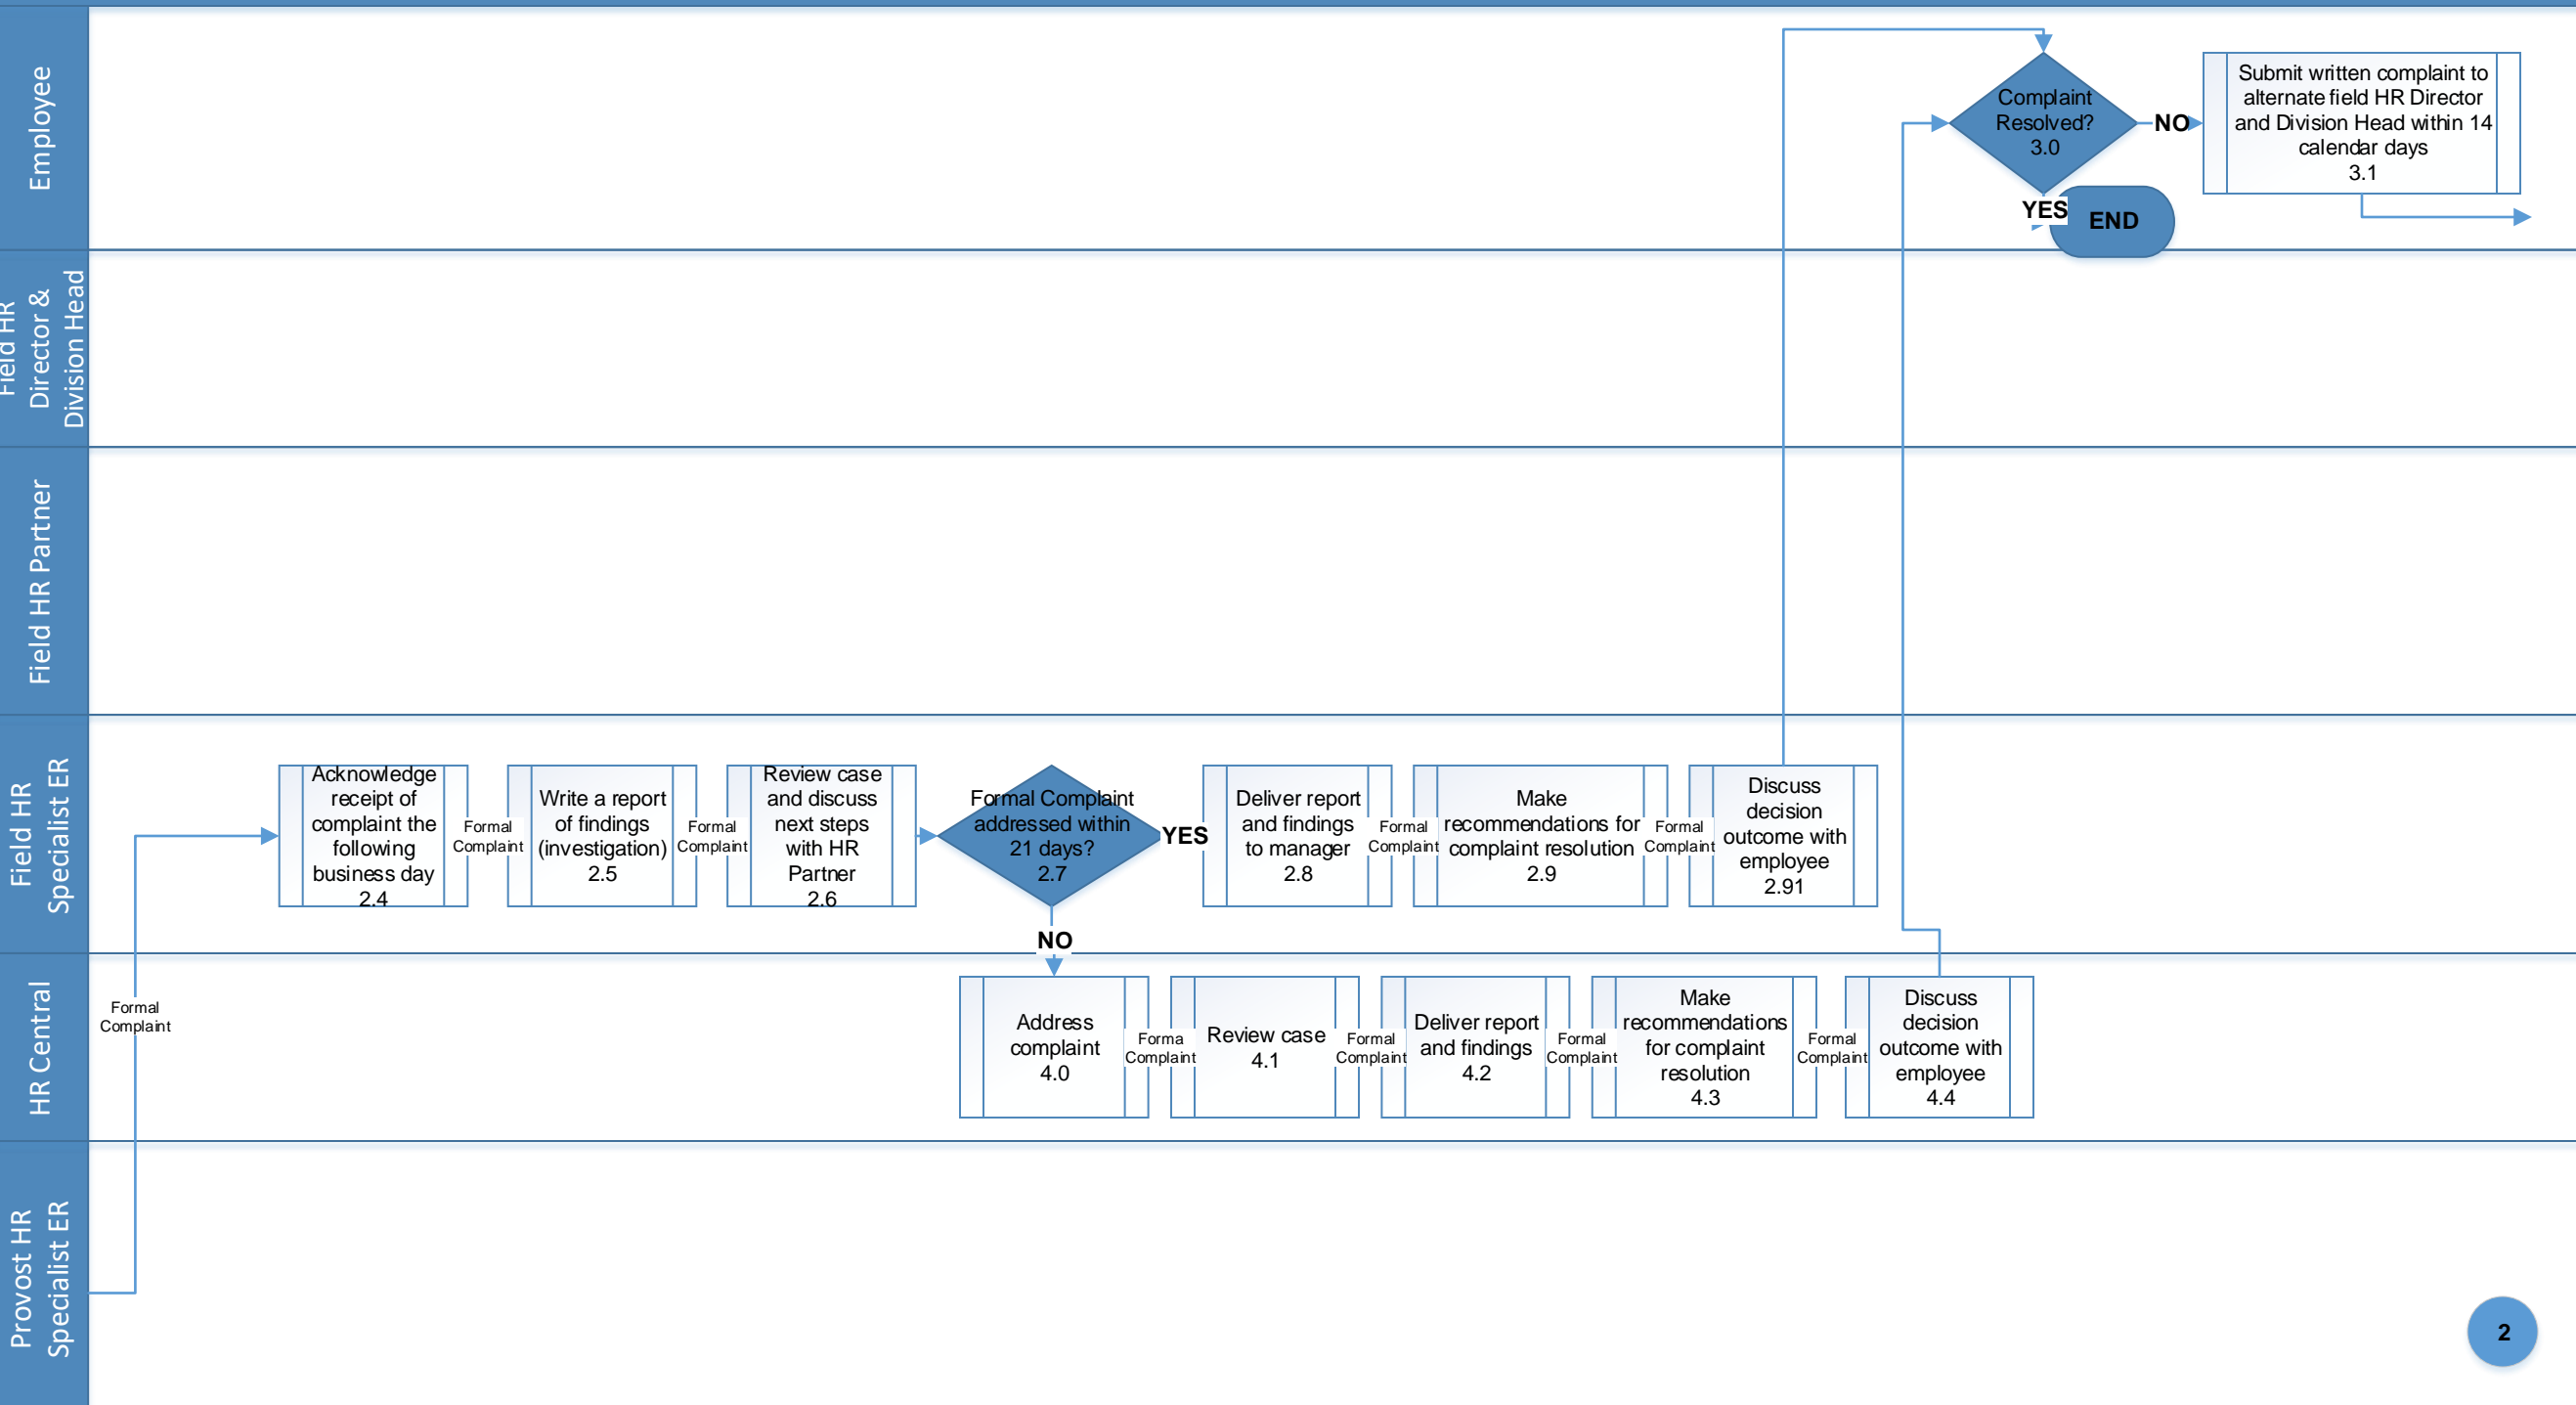 Employee
Complaint
Resolved?
3.0
NO
Submit written complaint to
alternate field HR Director
and Division Head within 14
calendar days
3.1
YES
END
Field HR
Director &
Division Head
Field HR Partner
Field HR
Specialist ER
Acknowledge
receipt of
complaint the
following
business day
2.4
Formal
Complaint
Write a report
of findings
(investigation)
2.5
Formal
Complaint
Review case
and discuss
next steps
with HR
Partner
2.6
Formal Complaint
addressed within
21 days?
2.7
YES
Deliver report
and findings
to manager
2.8
Formal
Complaint
Make
recommendations for
complaint resolution
2.9
Formal
Complaint
Discuss
decision
outcome with
employee
2.91
NO
HR Central
Formal
Complaint
Address
complaint
4.0
Forma
Complaint
Review case
4.1
Formal
Complaint
Deliver report
and findings
4.2
Formal
Complaint
Make
recommendations
for complaint
resolution
4.3
Formal
Complaint
Discuss
decision
outcome with
employee
4.4
Provost HR
Specialist ER
2